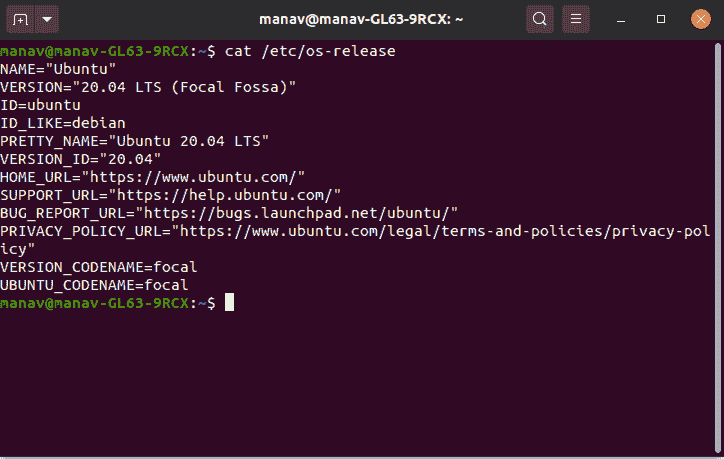 manav@manav-GL63-9RCX: ~
manav@manav-GL63-9RCX:~$ cat /etc/os-release
NAME="Ubuntu"
VERSION="20.04 LTS (Focal Fossa)"
ID=ubuntu
ID_LIKE=debian
PRETTY_NAME="Ubuntu 20.04 LTS"
VERSION_ID="20.04"
HOME_URL="https://www.ubuntu.com/"
SUPPORT_URL="https://help.ubuntu.com/"
BUG_REPORT_URL="https://bugs.launchpad.net/ubuntu/"
PRIVACY_POLICY_URL="https://www.ubuntu.com/legal/terms-and-policies/privacy-pol
icy"
VERSION_CODENAME=focal
UBUNTU_CODENAME=focal
manav@manav-GL63-9RCX:~$